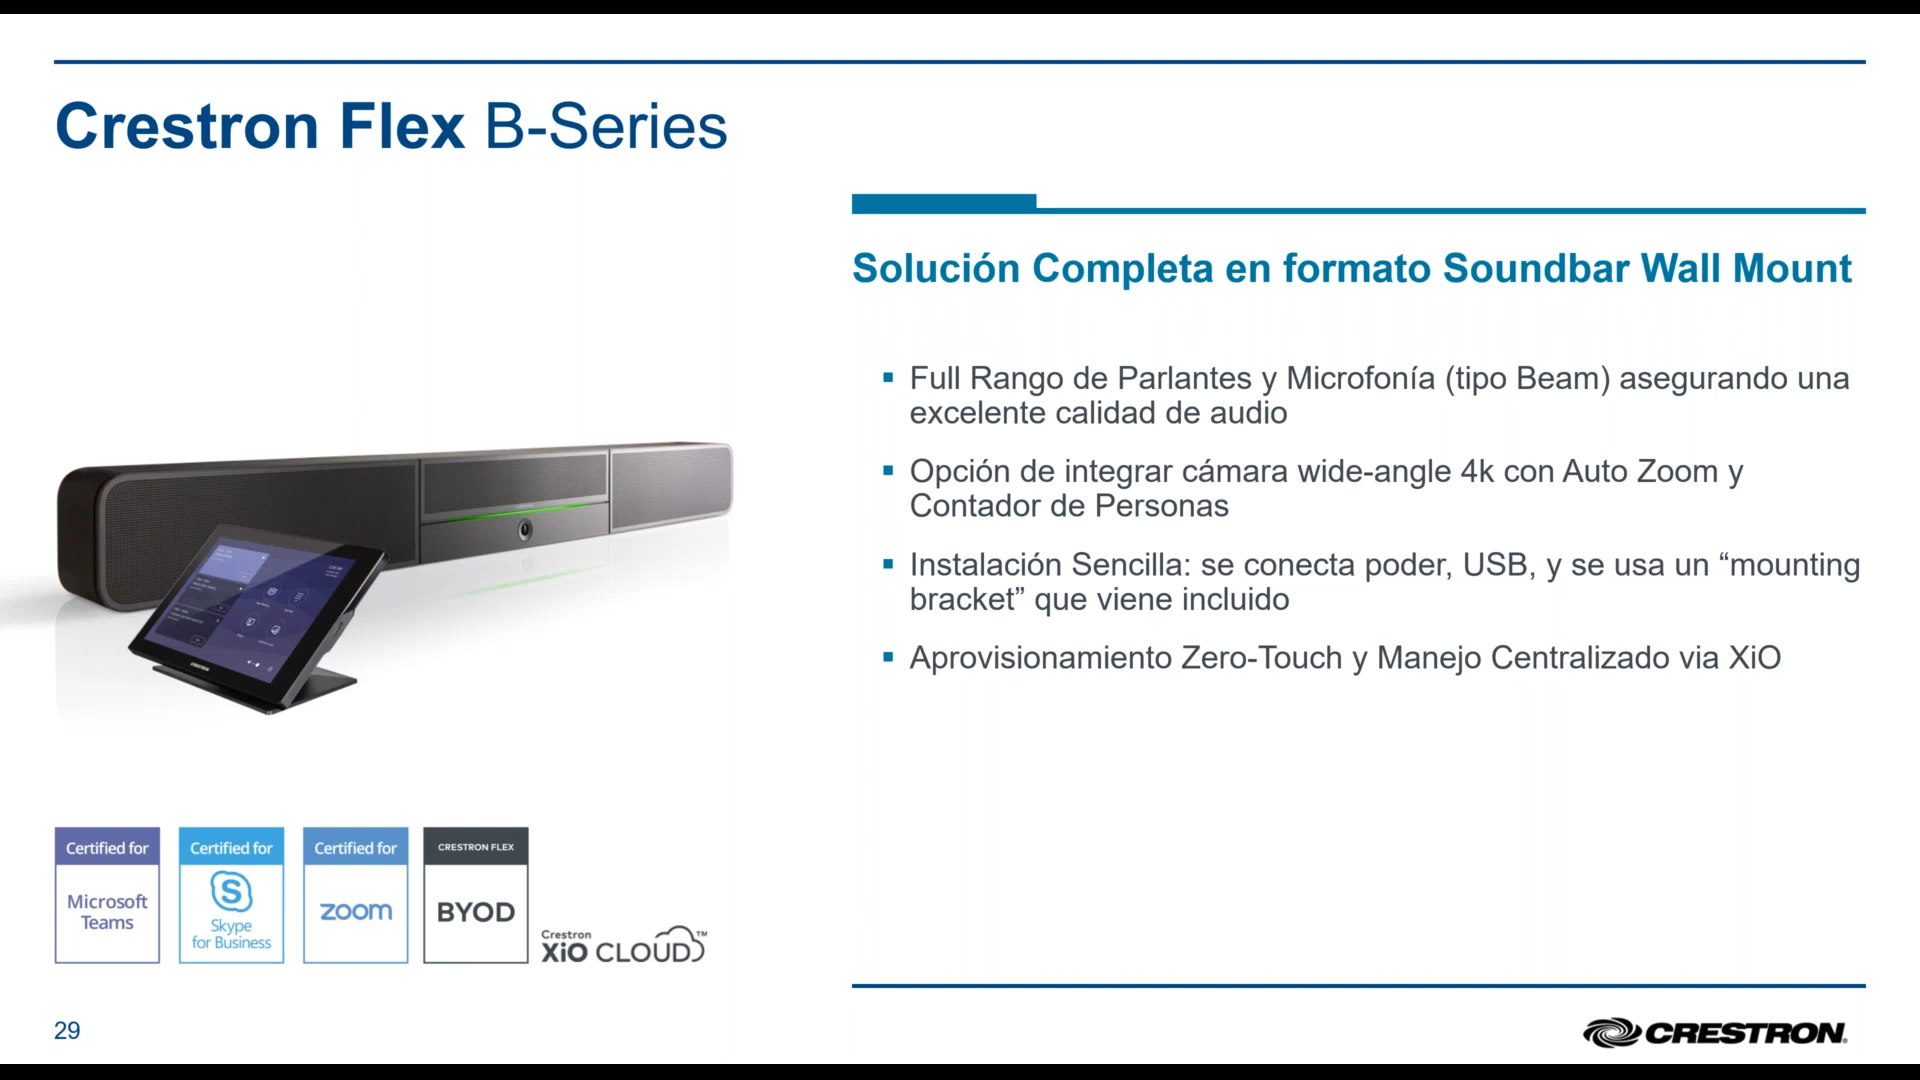 Crestron Flex B-Series
Solución Completa en formato Soundbar Wall Mount
▪ Full Rango de Parlantes y Microfonía (tipo Beam) asegurando una
excelente calidad de audio
▪ Opción de integrar cámara wide-angle 4k con Auto Zoom y
Contador de Personas
▪ Instalación Sencilla: se conecta poder, USB, y se usa un “mounting
bracket” que viene incluido
▪ Aprovisionamiento Zero-Touch y Manejo Centralizado via XiO
CRESTRON
Certified for
Microsoft
Teams
Certified for
S
Skype
for Business
Certified for
zoom
CRESTRON FLEX
BYOD
Crestron
XiO CLOUD™
29
CRESTRON®